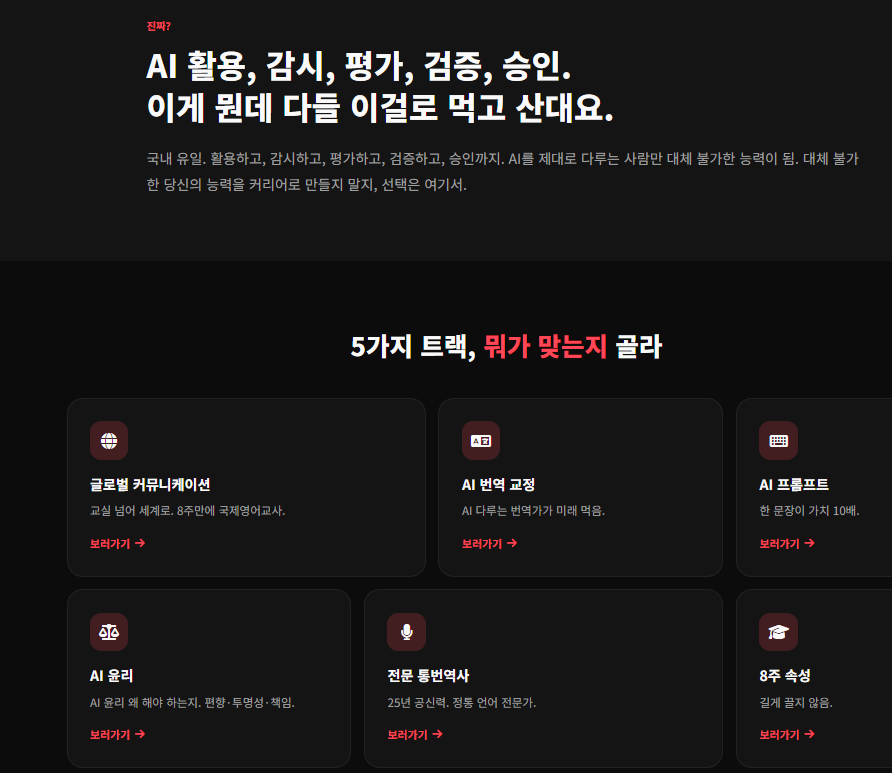 진짜?
AI 활용, 감시, 평가, 검증, 승인.
이게 뭔데 다들 이걸로 먹고 산대요.
국내 유일. 활용하고, 감시하고, 평가하고, 검증하고, 승인까지. AI를 제대로 다루는 사람만 대체 불가한 능력이 됨. 대체 불가
한 당신의 능력을 커리어로 만들지 말지, 선택은 여기서.
5가지 트랙, 뭐가 맞는지 골라
글로벌 커뮤니케이션
교실 넘어 세계로. 8주만에 국제영어교사.
보러가기 →
AI 번역 교정
AI 다루는 번역가가 미래 먹음.
보러가기 →
AI 프롬프트
한 문장이 가치 10배.
보러가기 →
AI 윤리
AI 윤리 왜 해야 하는지. 편향·투명성·책임.
보러가기 →
전문 통번역사
25년 공신력. 정통 언어 전문가.
보러가기 →
8주 속성
길게 끌지 않음.
보러가기 →